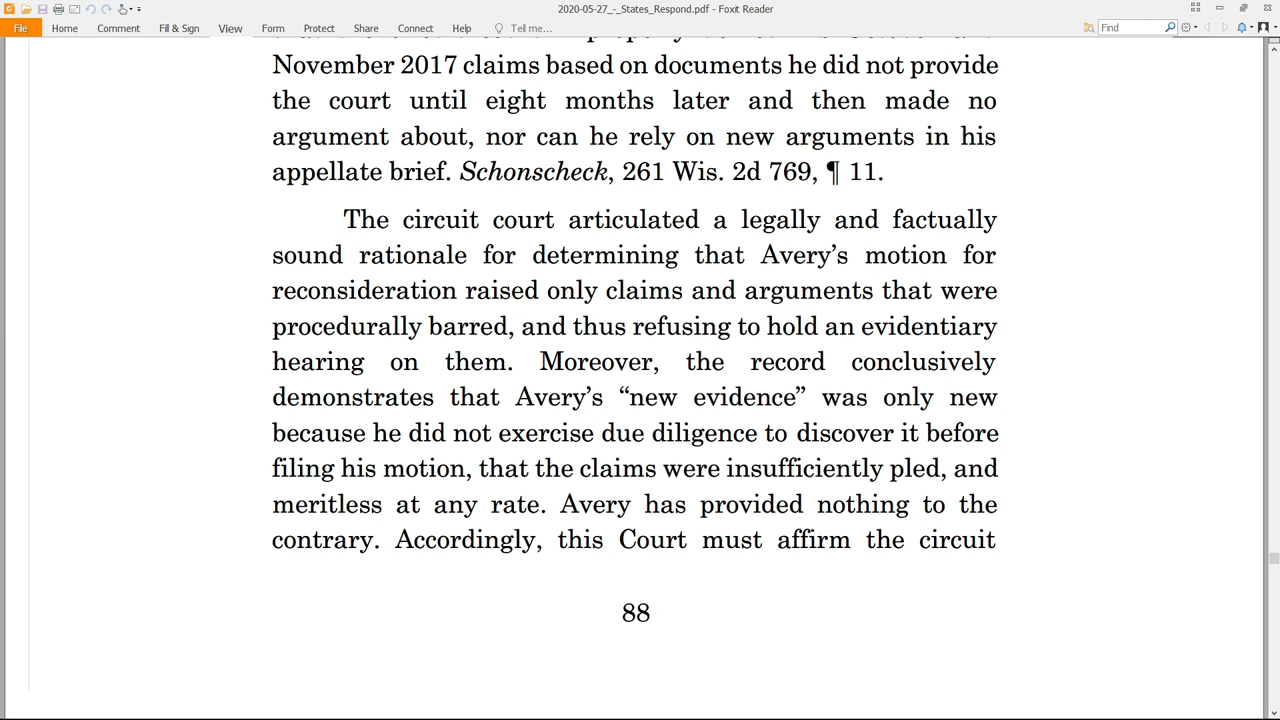 2020-05-27_-_States_Respond.pdf - Foxit Reader
File Home Comment Fill & Sign View Form Protect Share Connect Help Tell me... Find
November 2017 claims based on documents he did not provide
the court until eight months later and then made no
argument about, nor can he rely on new arguments in his
appellate brief. Schonscheck, 261 Wis. 2d 769, ¶ 11.
The circuit court articulated a legally and factually
sound rationale for determining that Avery’s motion for
reconsideration raised only claims and arguments that were
procedurally barred, and thus refusing to hold an evidentiary
hearing on them. Moreover, the record conclusively
demonstrates that Avery’s “new evidence” was only new
because he did not exercise due diligence to discover it before
filing his motion, that the claims were insufficiently pled, and
meritless at any rate. Avery has provided nothing to the
contrary. Accordingly, this Court must affirm the circuit
88